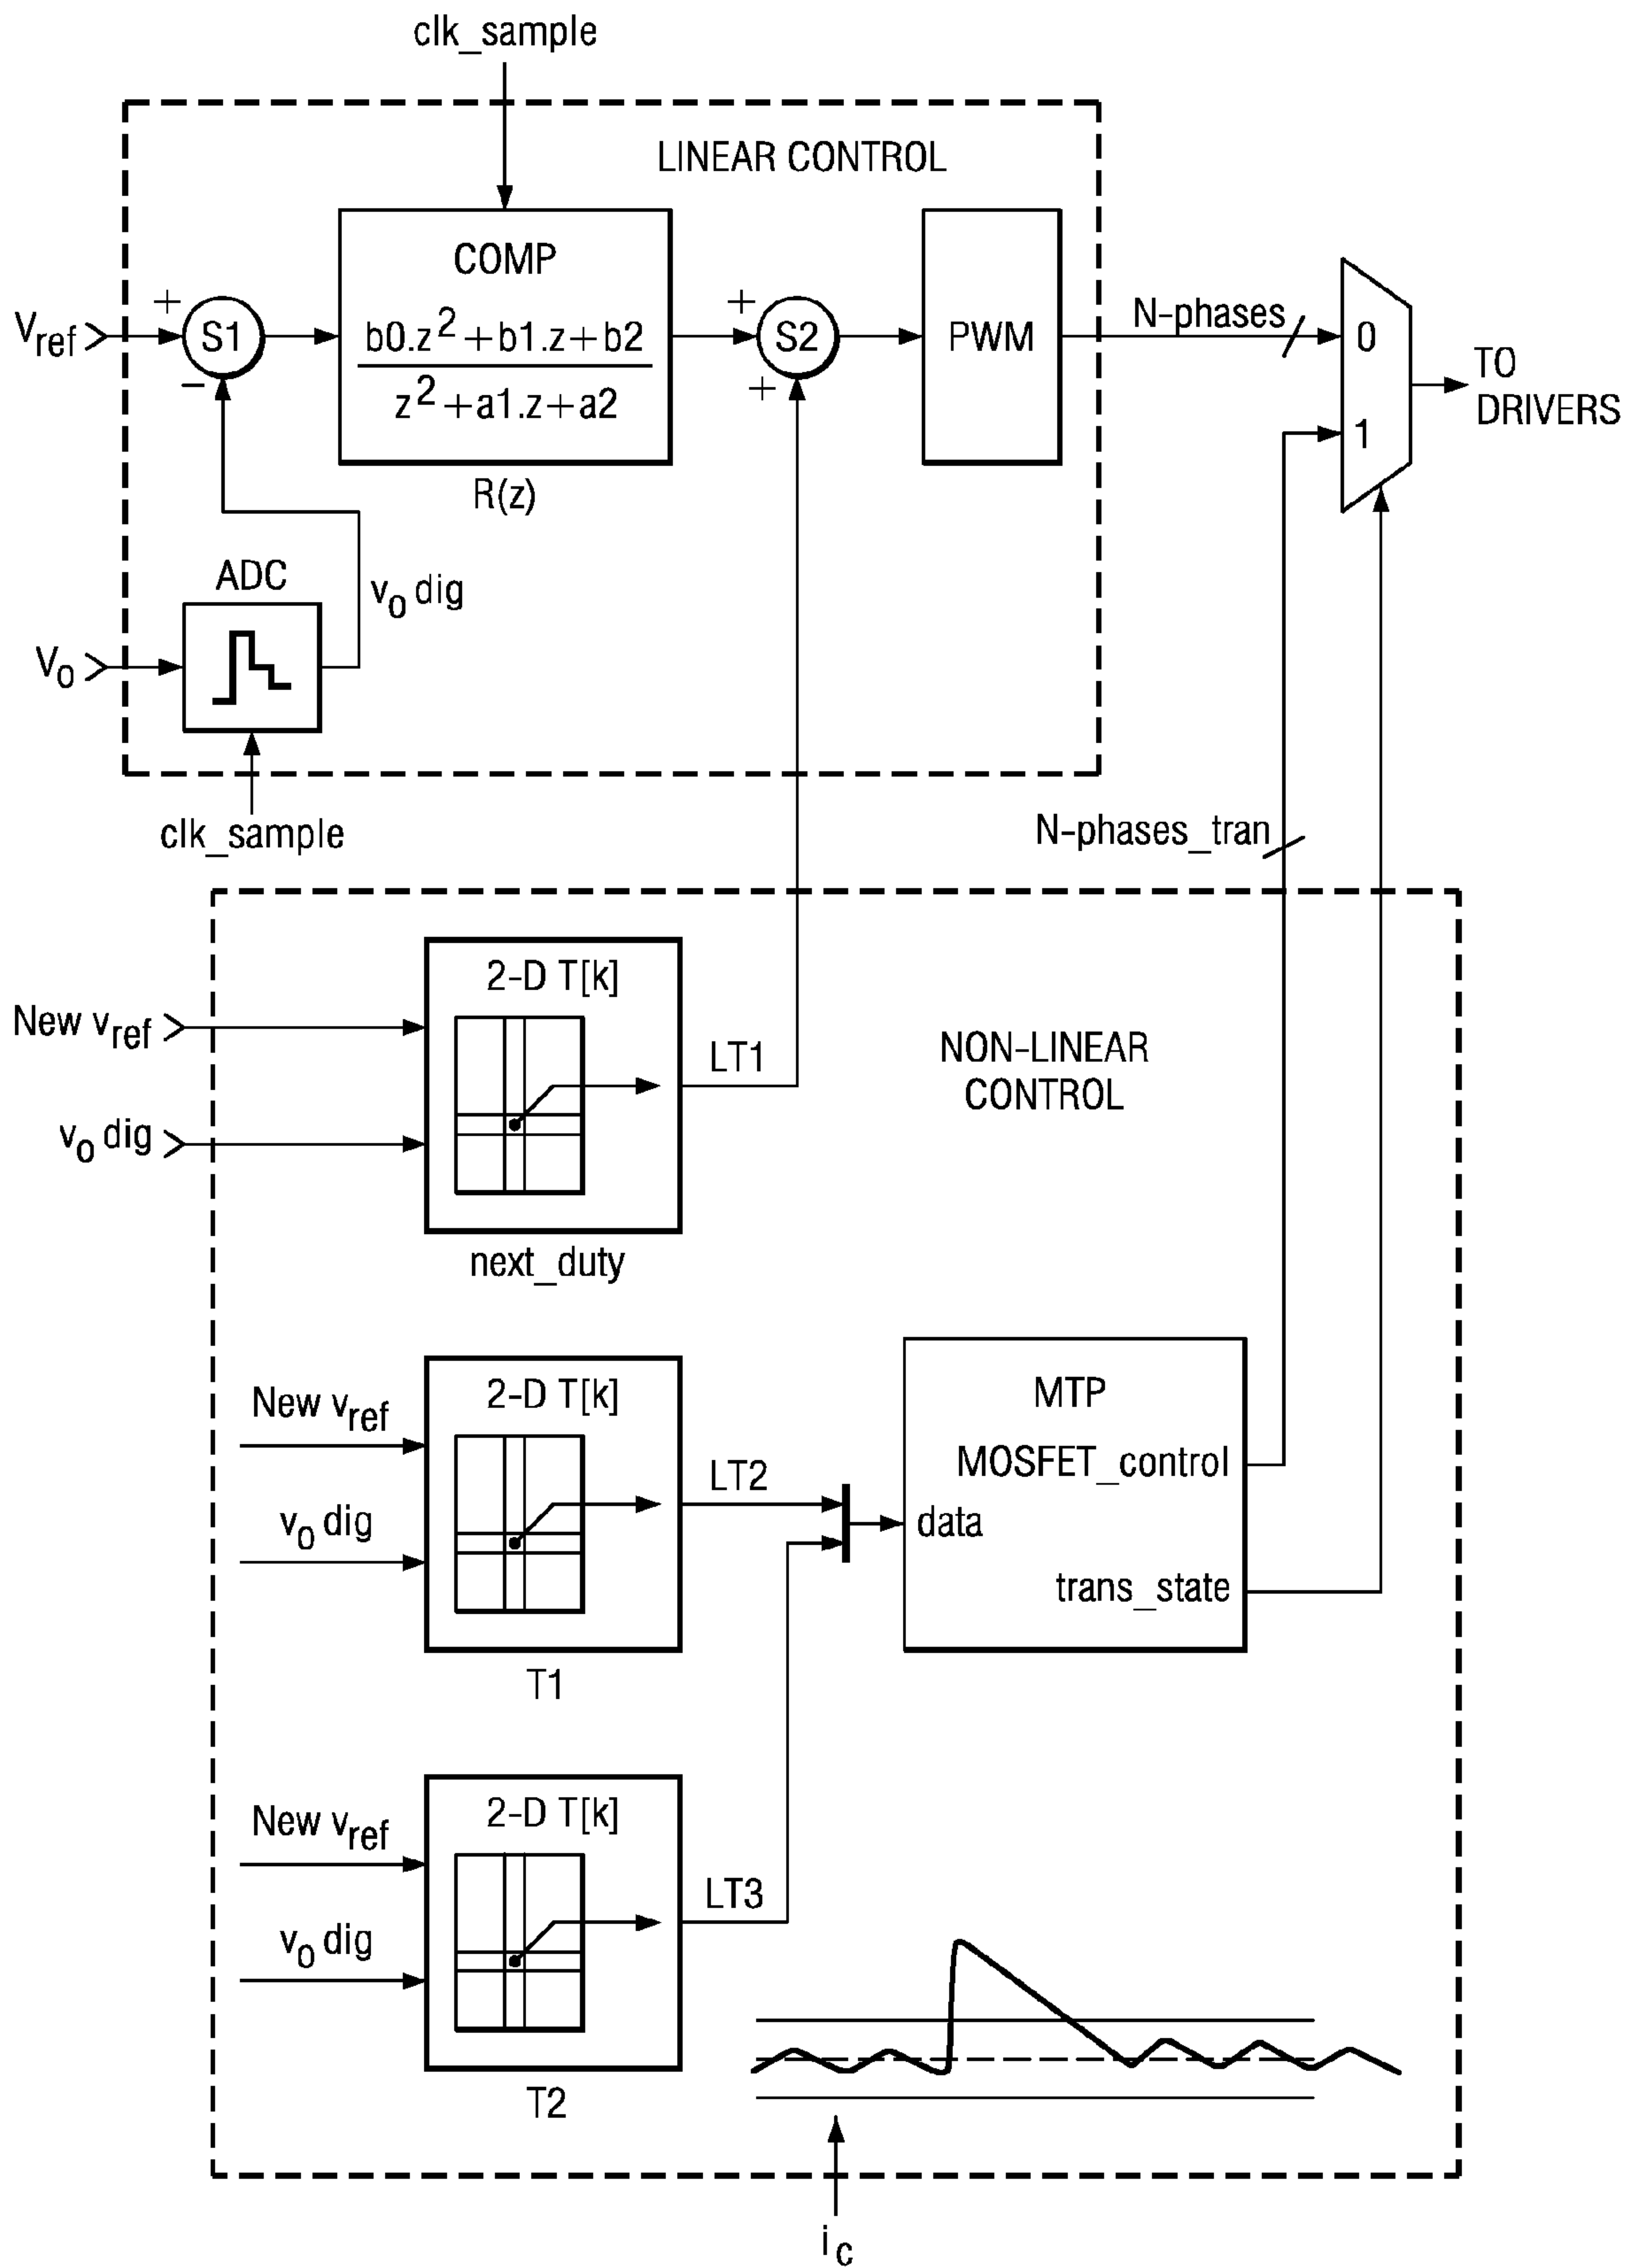 clk_sample
LINEAR CONTROL
COMP
b0.z²+b1.z+b2
z²+a1.z+a2
R(z)
Vref
+
−
S1
+
+
S2
PWM
N-phases
0
1
TO
DRIVERS
ADC
vo dig
Vo
clk_sample
N-phases_tran
2-D T[k]
New vref
vo dig
LT1
next_duty
NON-LINEAR
CONTROL
2-D T[k]
New vref
vo dig
LT2
T1
MTP
MOSFET_control
data
trans_state
2-D T[k]
New vref
vo dig
LT3
T2
ic